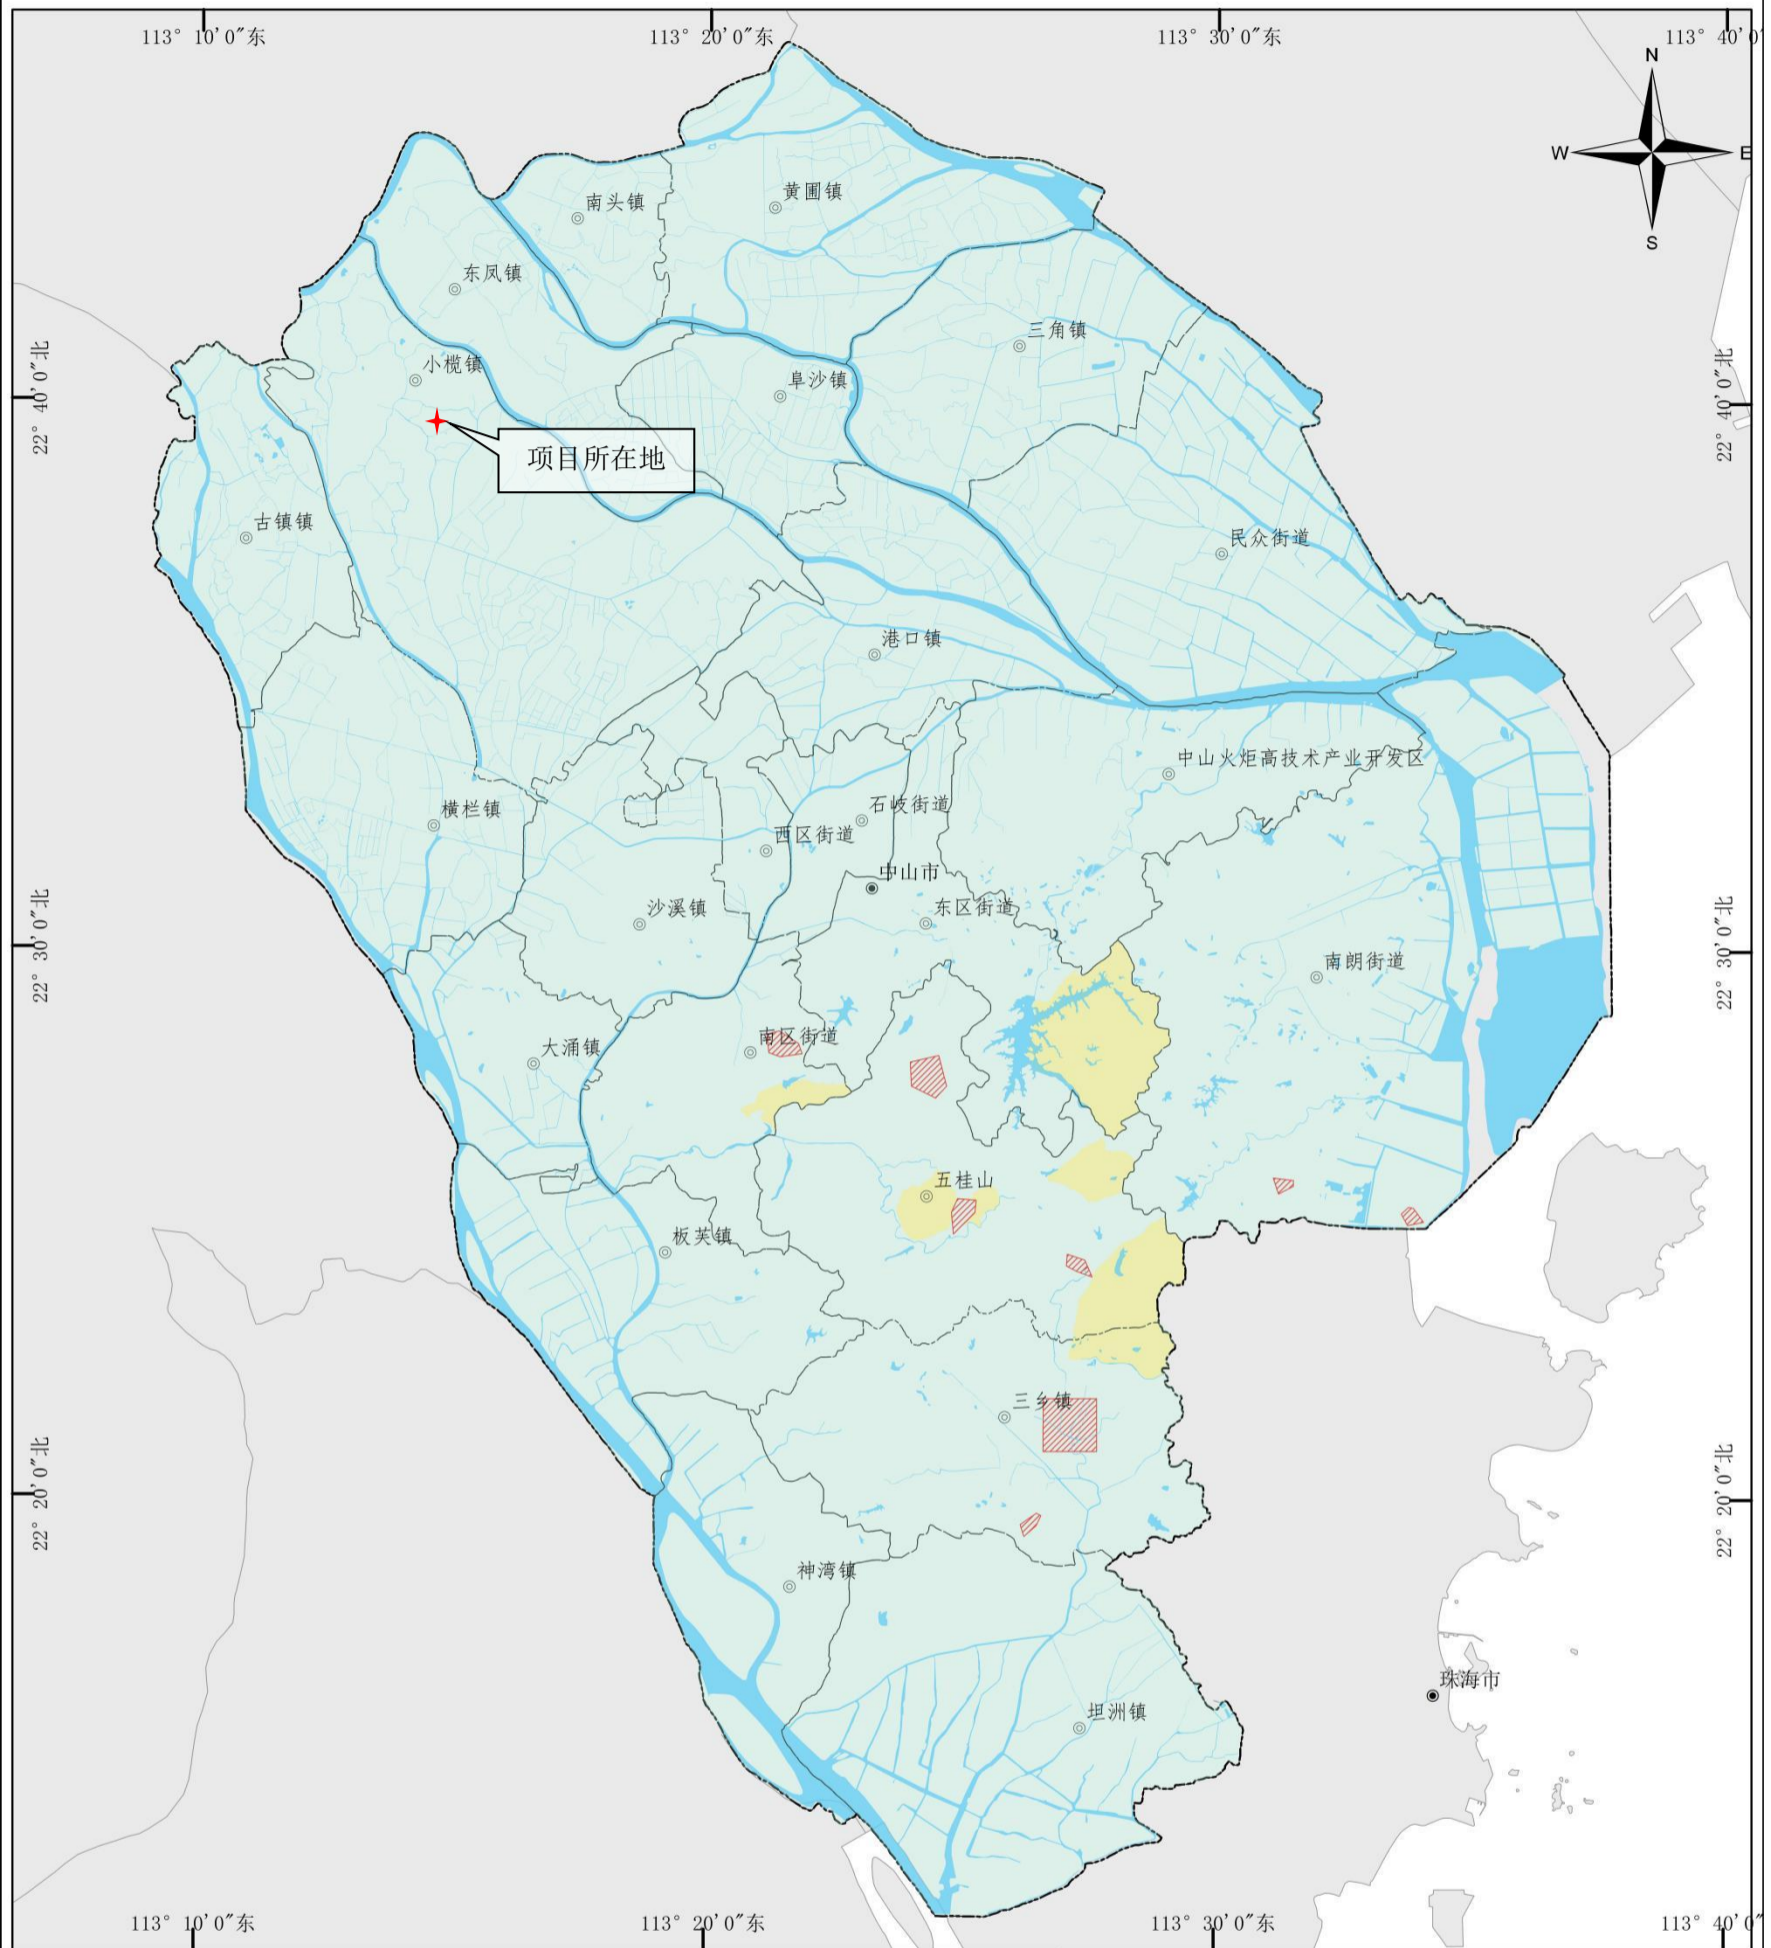 113° 10′0″东
113° 20′0″东
113° 30′0″东
113° 40′0″
N
W
E
S
南头镇
黄圃镇
东凤镇
三角镇
小榄镇
阜沙镇
22° 40′0″北
22° 40′0″北
项目所在地
古镇镇
民众街道
港口镇
中山火炬高技术产业开发区
横栏镇
石岐街道
西区街道
中山市
沙溪镇
东区街道
22° 30′0″北
22° 30′0″北
南朗街道
大涌镇
南区街道
五桂山
板芙镇
三乡镇
22° 20′0″北
22° 20′0″北
神湾镇
珠海市
坦洲镇
113° 10′0″东
113° 20′0″东
113° 30′0″东
113° 40′0″